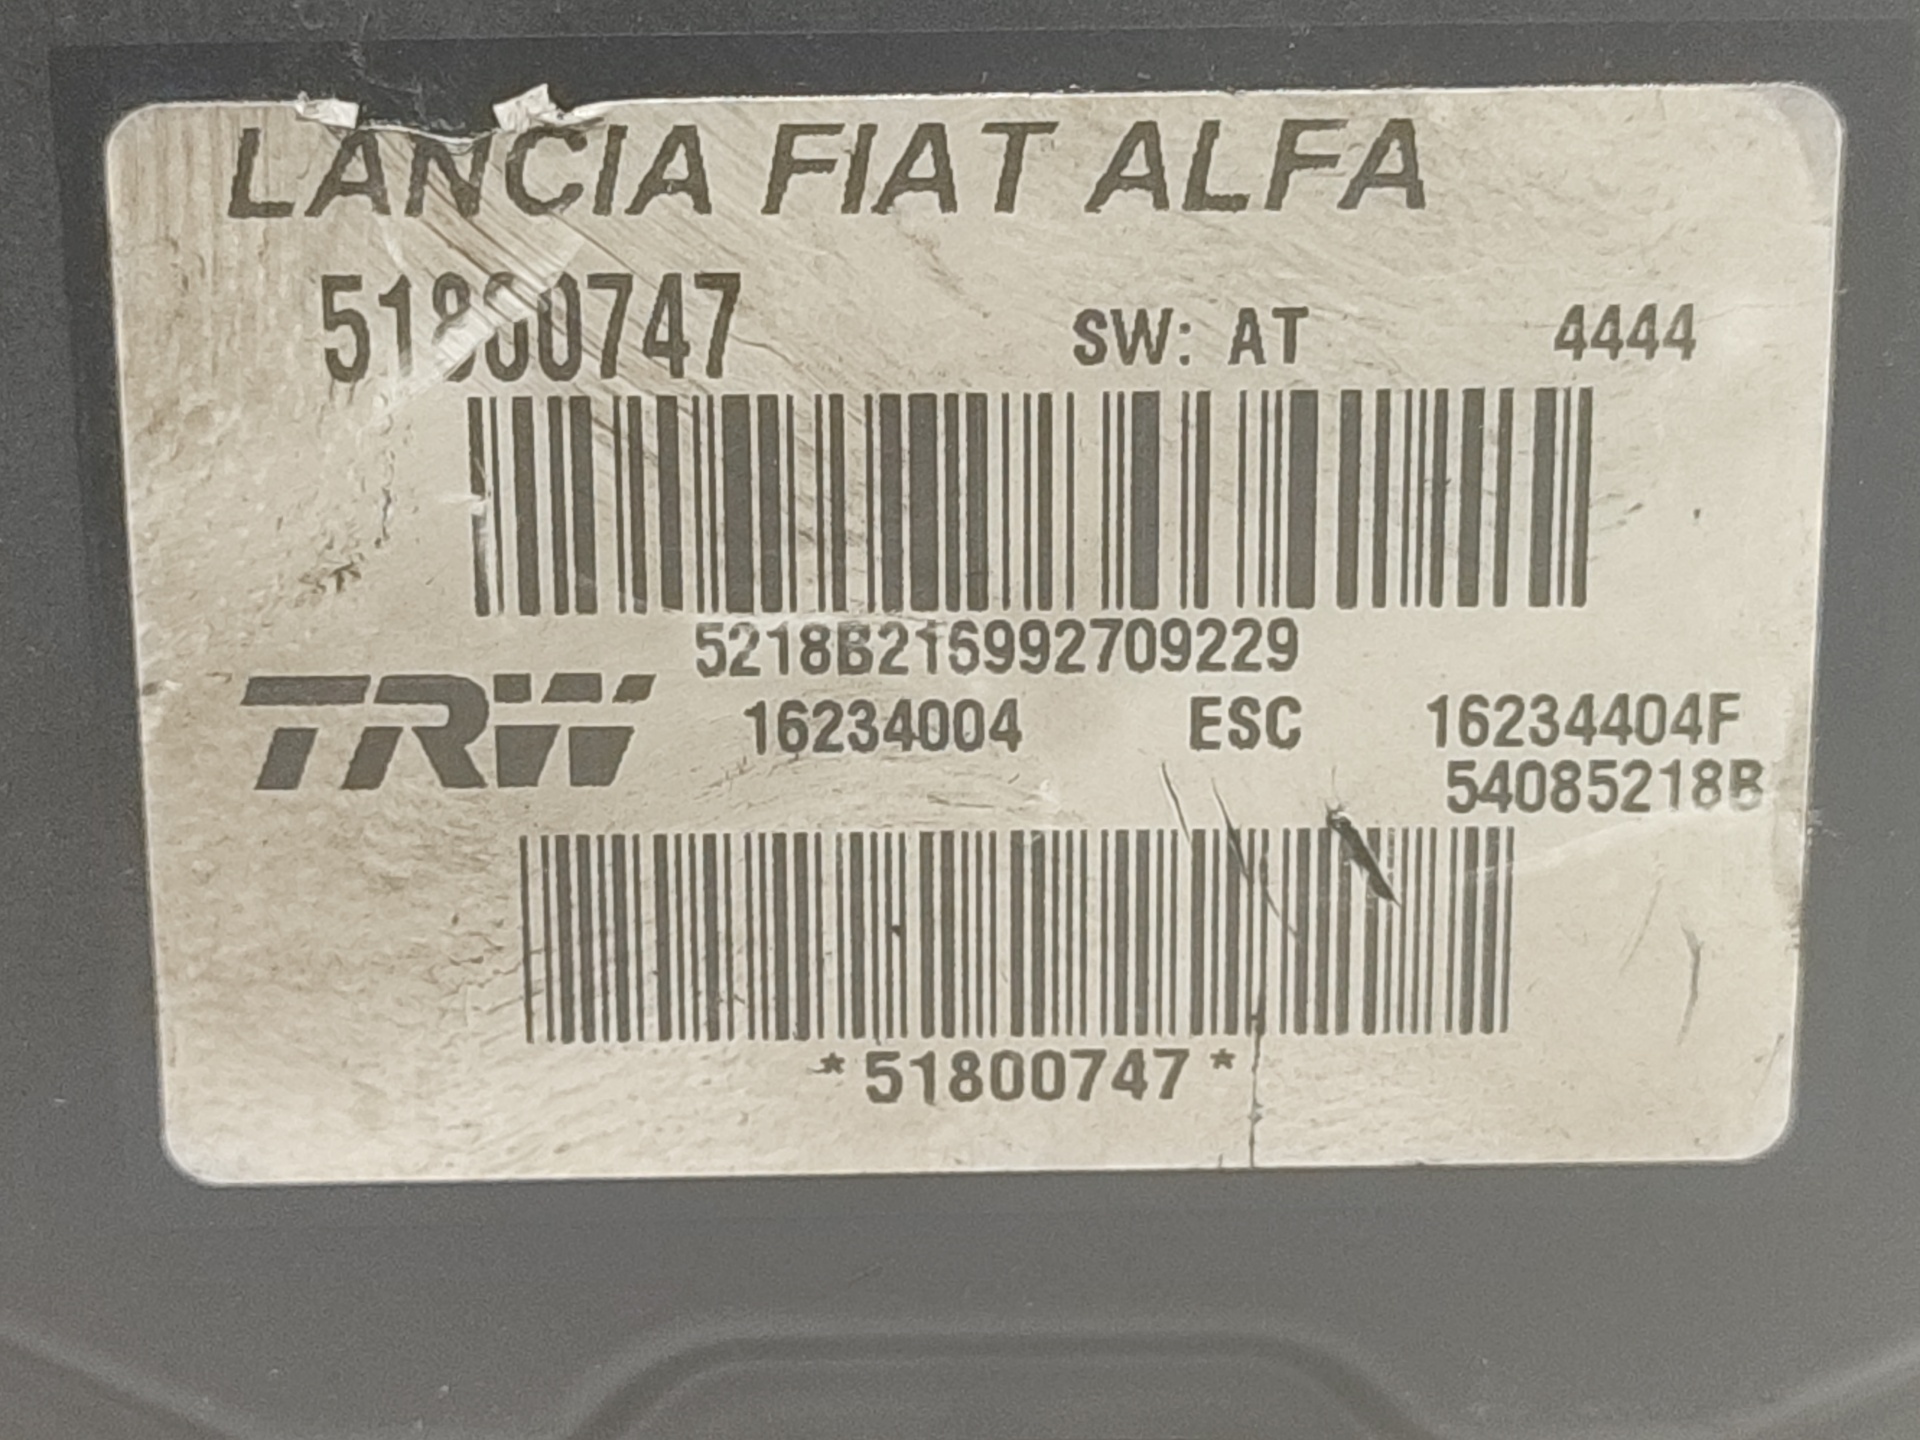 LANCIA FIAT ALFA
51800747 SW: AT 4444
5218B216992709229
TRW 16234004 ESC 16234404F
54085218B
*51800747*